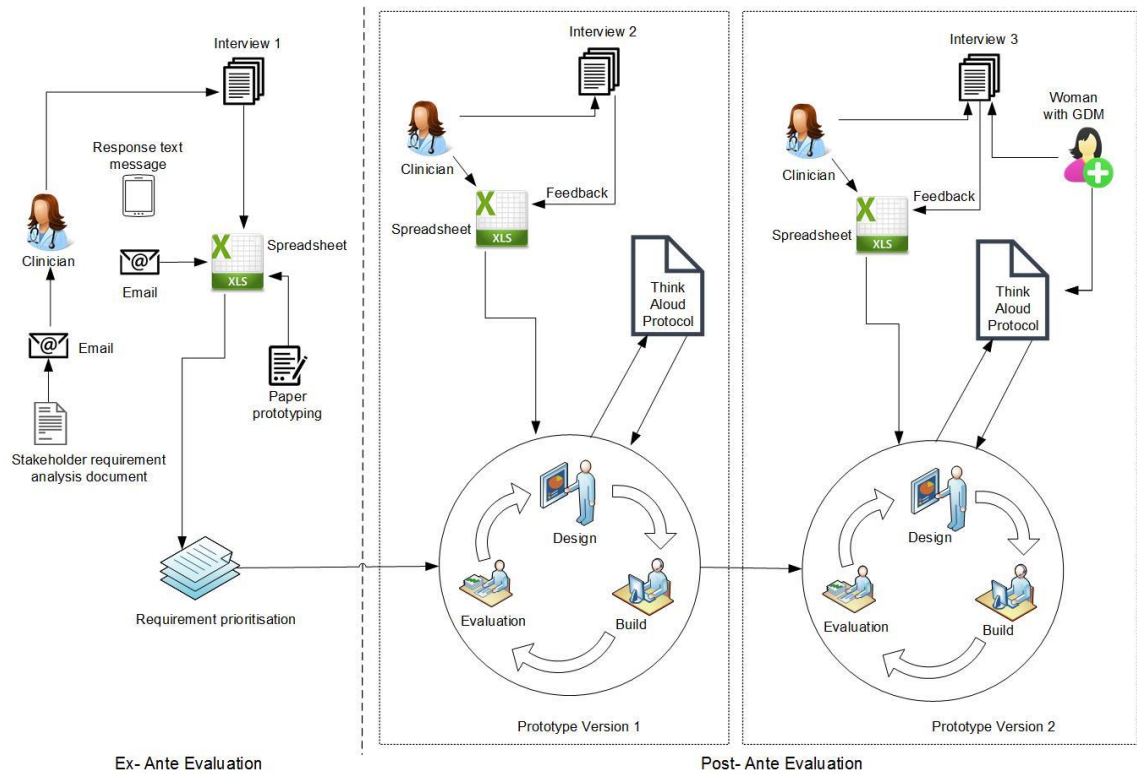 Interview 1
Response text
message
Clinician
Spreadsheet
X
XLS
@
Email
@
Email
Paper
prototyping
Stakeholder requirement
analysis document
Requirement prioritisation
Ex- Ante Evaluation
Interview 2
Clinician
Feedback
Spreadsheet
X
XLS
Think
Aloud
Protocol
Design
Evaluation
Build
Prototype Version 1
Interview 3
Woman
with GDM
Clinician
Feedback
Spreadsheet
X
XLS
Think
Aloud
Protocol
Design
Evaluation
Build
Prototype Version 2
Post- Ante Evaluation